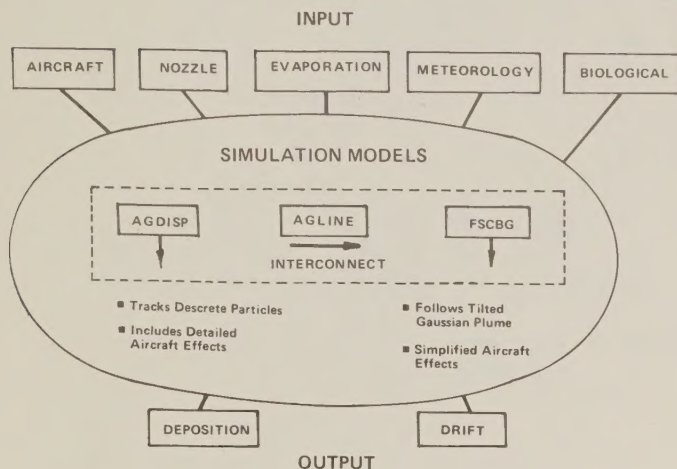 INPUT
AIRCRAFT
NOZZLE
EVAPORATION
METEOROLOGY
BIOLOGICAL
SIMULATION MODELS
AGDISP
AGLINE
FSCBG
INTERCONNECT
■ Tracks Descrete Particles
■ Includes Detailed
Aircraft Effects
■ Follows Tilted
Gaussian Plume
■ Simplified Aircraft
Effects
DEPOSITION
DRIFT
OUTPUT